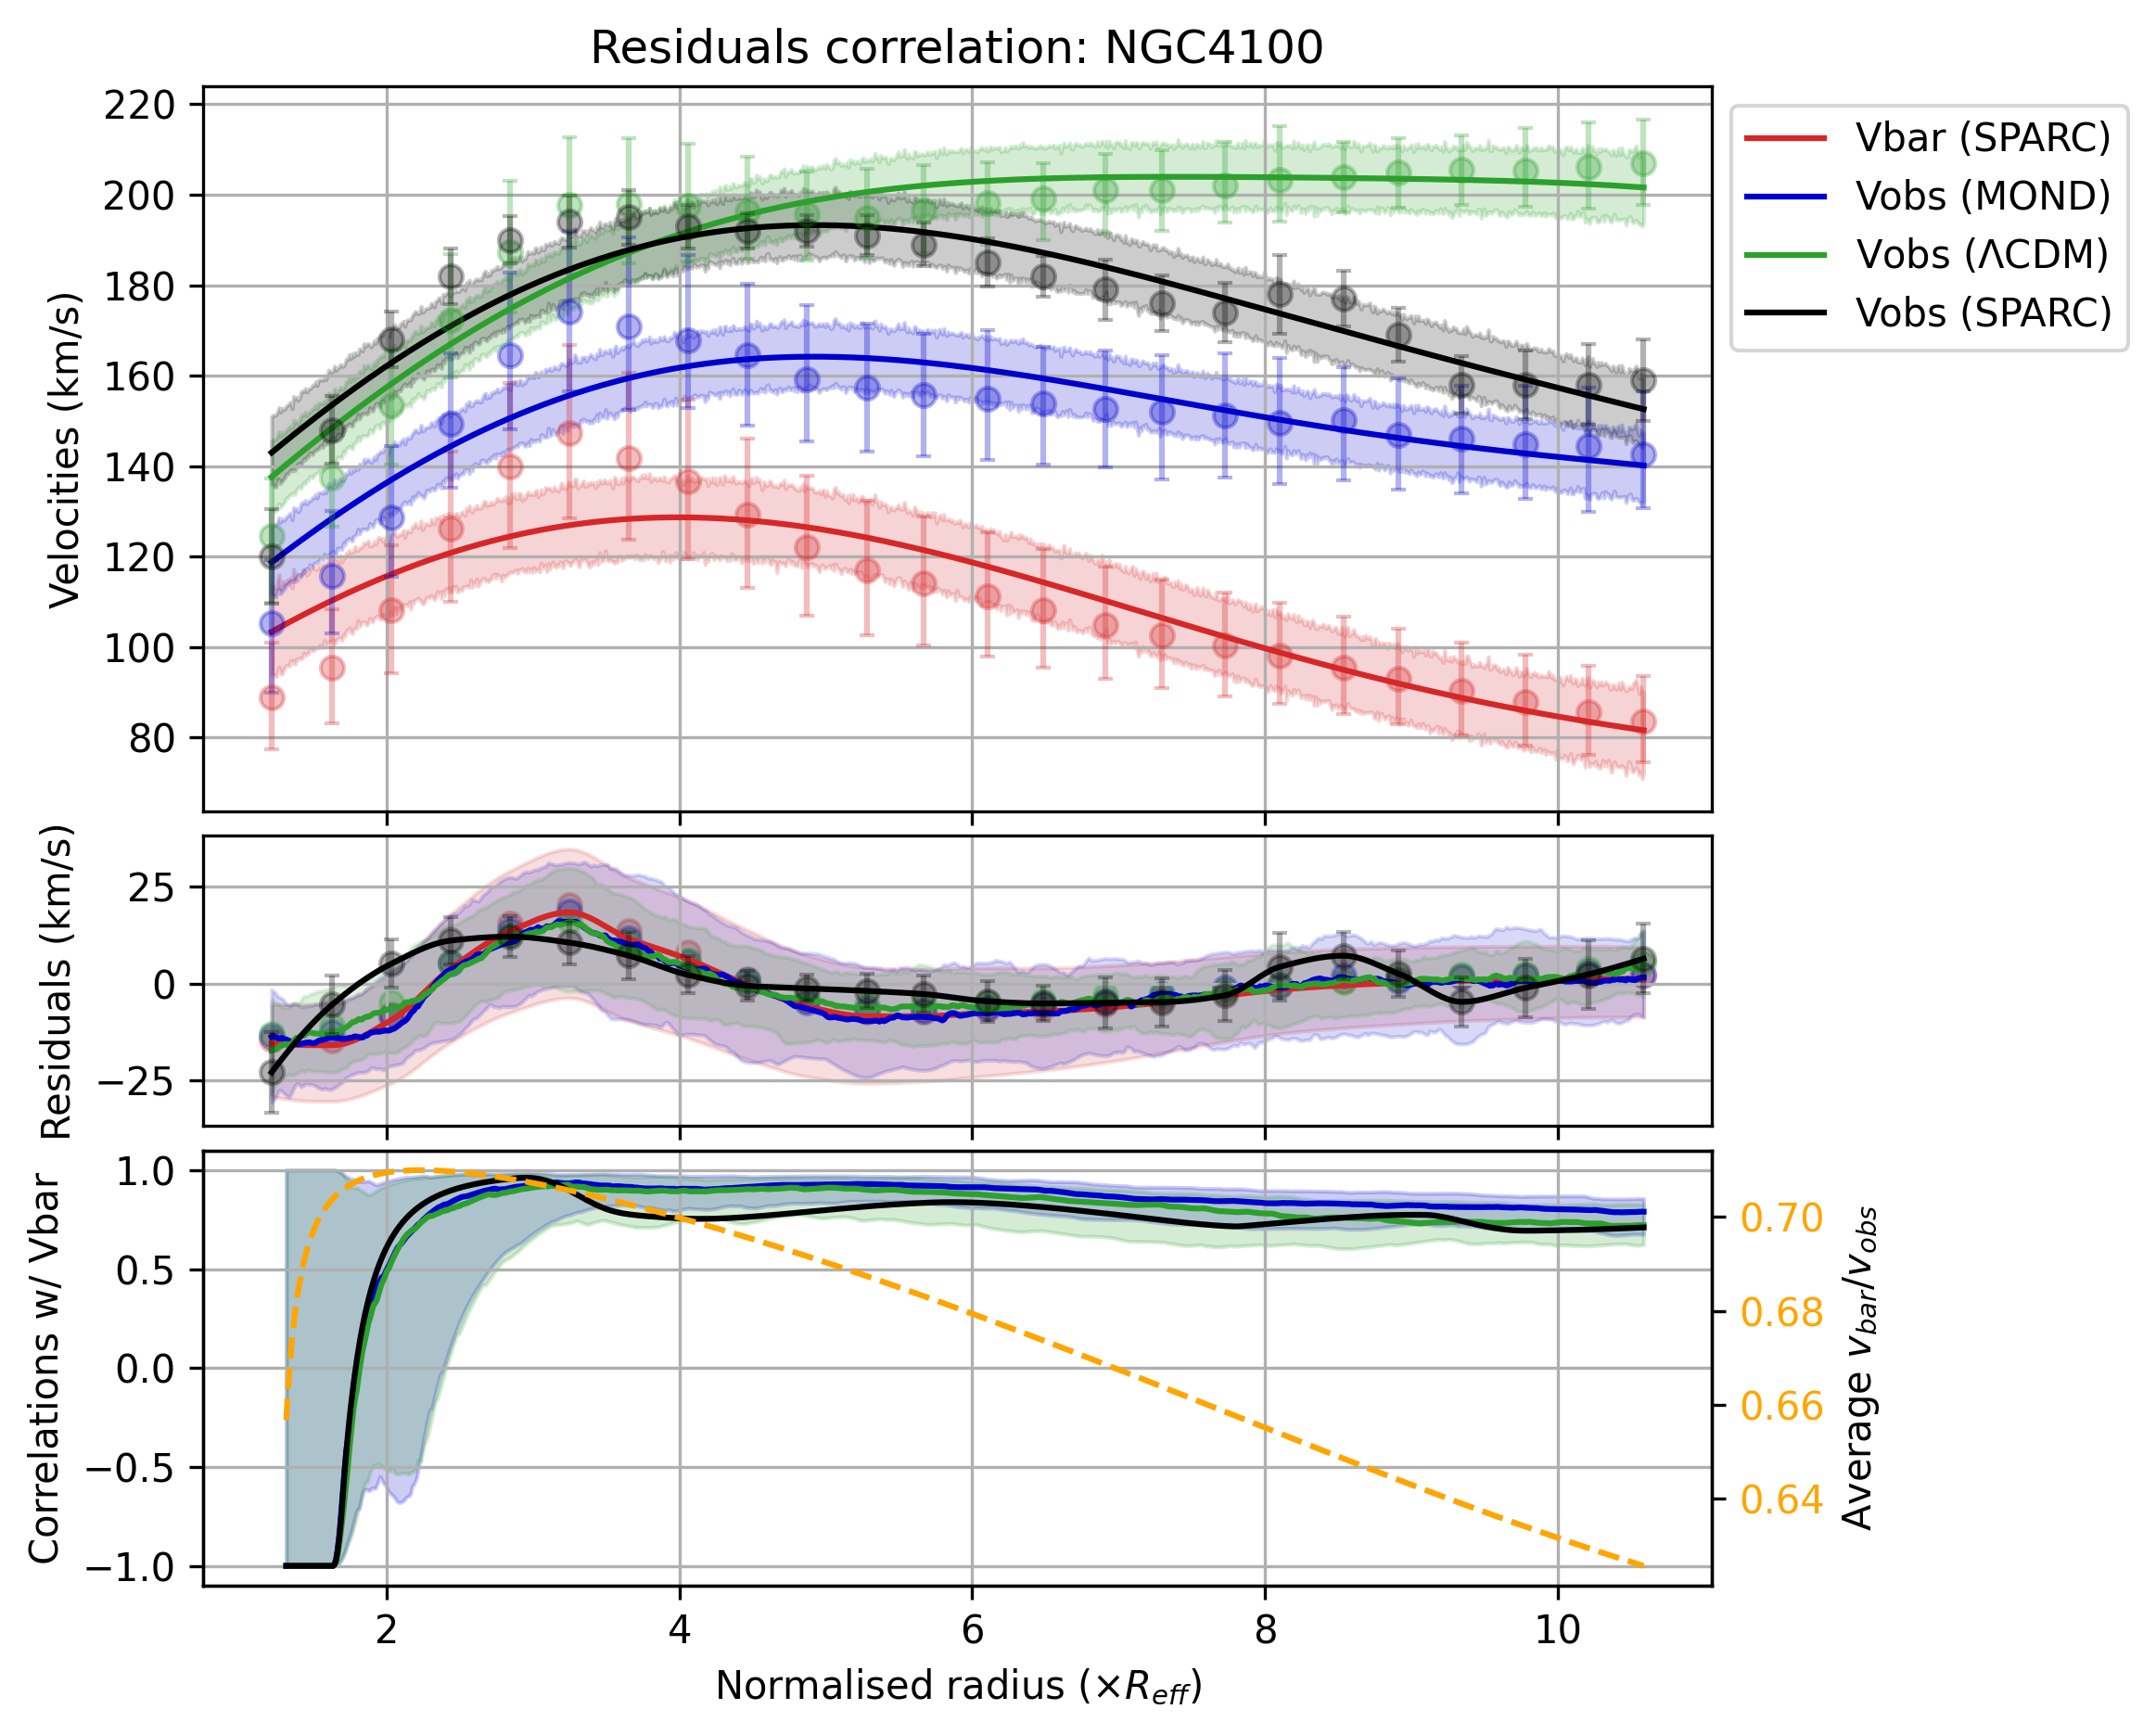 Residuals correlation: NGC4100
Velocities (km/s)
220
200
180
160
140
120
100
80
Vbar (SPARC)
Vobs (MOND)
Vobs (ΛCDM)
Vobs (SPARC)
Residuals (km/s)
25
0
−25
Correlations w/ Vbar
1.0
0.5
0.0
−0.5
−1.0
0.70
0.68
0.66
0.64
Average v_bar/v_obs
2 4 6 8 10
Normalised radius (×R_eff)